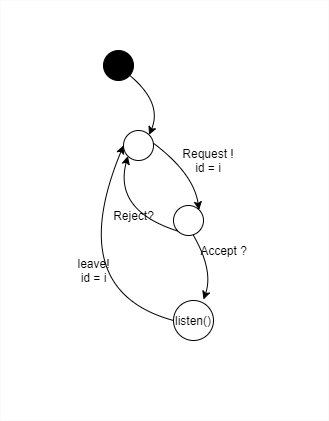 Request !
id = i
Reject?
Accept ?
leave!
id = i
listen()